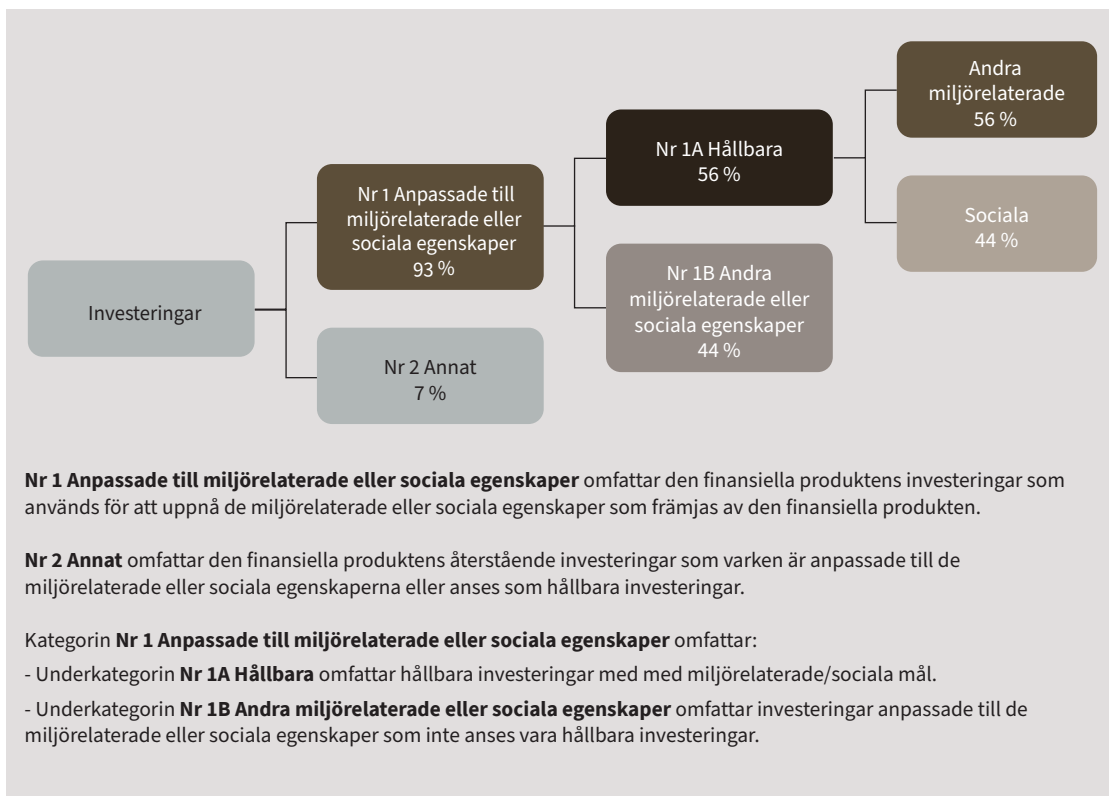 Investeringar
Nr 1 Anpassade till
miljörelaterade eller
sociala egenskaper
93 %
Nr 2 Annat
7 %
Nr 1A Hållbara
56 %
Nr 1B Andra
miljörelaterade eller
sociala egenskaper
44 %
Andra
miljörelaterade
56 %
Sociala
44 %
Nr 1 Anpassade till miljörelaterade eller sociala egenskaper omfattar den finansiella produktens investeringar som
används för att uppnå de miljörelaterade eller sociala egenskaper som främjas av den finansiella produkten.
Nr 2 Annat omfattar den finansiella produktens återstående investeringar som varken är anpassade till de
miljörelaterade eller sociala egenskaperna eller anses som hållbara investeringar.
Kategorin Nr 1 Anpassade till miljörelaterade eller sociala egenskaper omfattar:
- Underkategorin Nr 1A Hållbara omfattar hållbara investeringar med med miljörelaterade/sociala mål.
- Underkategorin Nr 1B Andra miljörelaterade eller sociala egenskaper omfattar investeringar anpassade till de
miljörelaterade eller sociala egenskaper som inte anses vara hållbara investeringar.